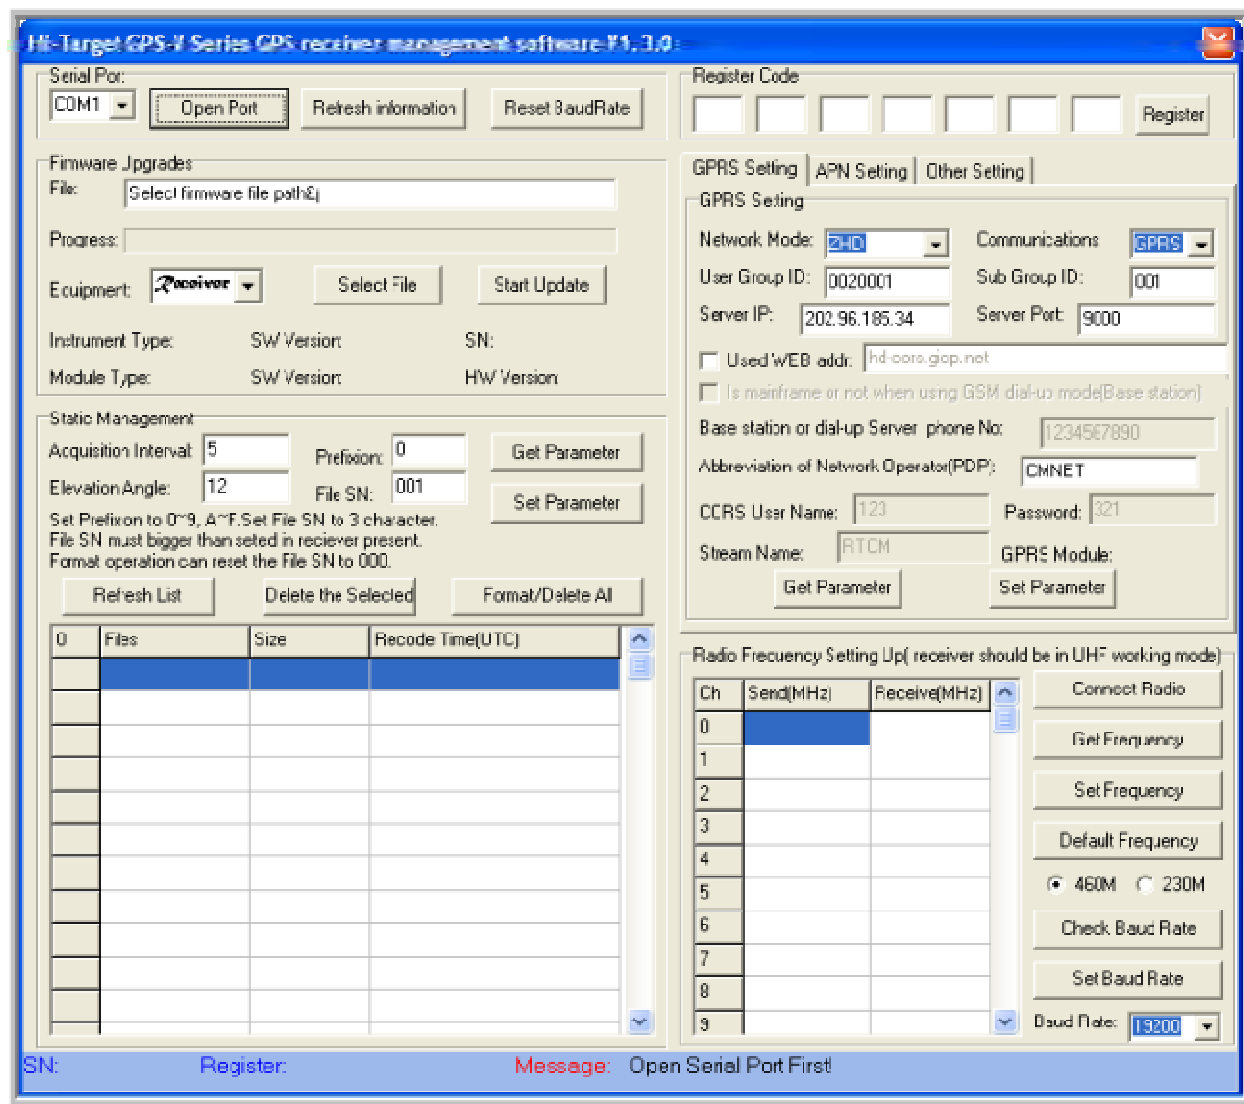 Hi-Target GPS-V Series GPS receiver management software V1.3.0
Serial Port:
COM1 Open Port Refresh information Reset BaudRate
Firmware Upgrades
File: Select firmware file path&j
Progress:
Equipment: Receiver Select File Start Update
Instrument Type: SW Version: SN:
Module Type: SW Version: HW Version
Static Management
Acquisition Interval: 5 Prefixion: 0 Get Parameter
Elevation Angle: 12 File SN: 001 Set Parameter
Set Prefixon to 0~9, A~F.Set File SN to 3 character.
File SN must bigger than seted in reciever present.
Format operation can reset the File SN to 000.
Refresh List Delete the Selected Format/Delete All
0 Files Size Recode Time(UTC)
Register Code
Register
GPRS Setting APN Setting Other Setting
GPRS Setting
Network Mode: ZHD Communications GPRS
User Group ID: 0020001 Sub Group ID: 001
Server IP: 202.96.185.34 Server Port: 9000
Used WEB addr: hd-cors.gicp.net
Is mainframe or not when using GSM dial-up mode(Base station)
Base station or dial-up Server phone No: 1234567890
Abbreviation of Network Operator(PDP): CMNET
CORS User Name: 123 Password: 321
Stream Name: RTCM GPRS Module:
Get Parameter Set Parameter
Radio Frecuency Setting Up( receiver should be in UHF working mode)
Ch Send(MHz) Receive(MHz) Connect Radio
0
Get Frequency
1
2 Set Frequency
3
Default Frequency
4
5 460M 230M
6 Check Baud Rate
7
8 Set Baud Rate
9 Baud Rate: 19200
SN: Register: Message: Open Serial Port First!